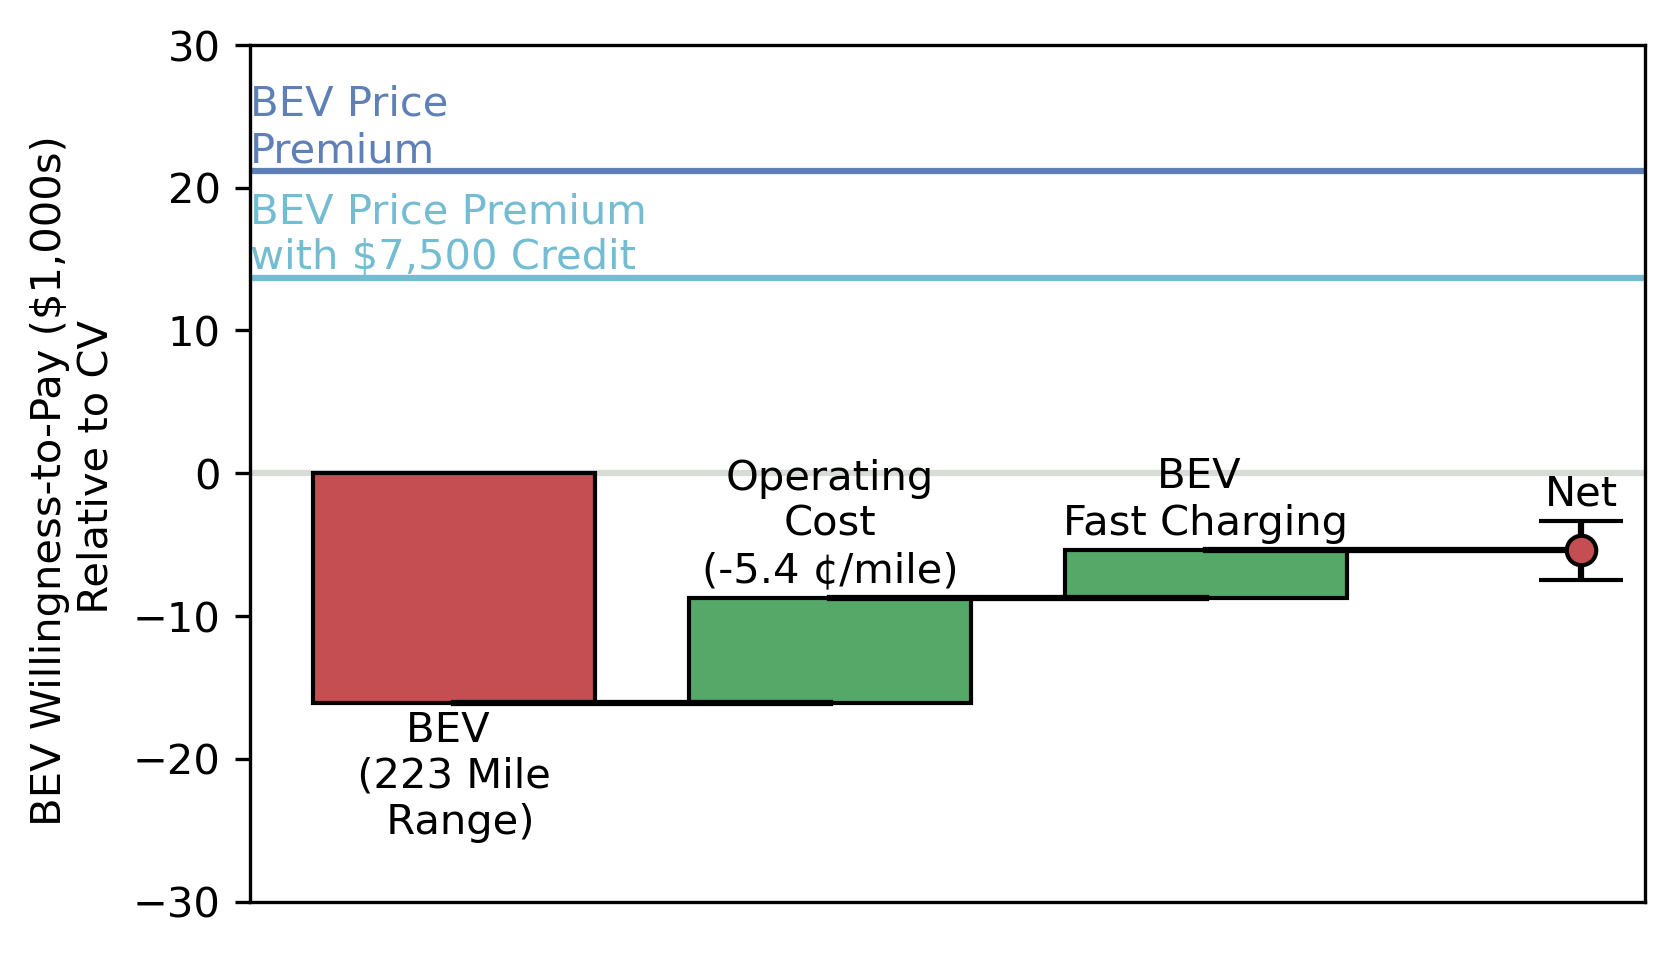 BEV Willingness-to-Pay ($1,000s)
Relative to CV
30
20
10
0
−10
−20
−30
BEV Price
Premium
BEV Price Premium
with $7,500 Credit
BEV
(223 Mile
Range)
Operating
Cost
(-5.4 ¢/mile)
BEV
Fast Charging
Net